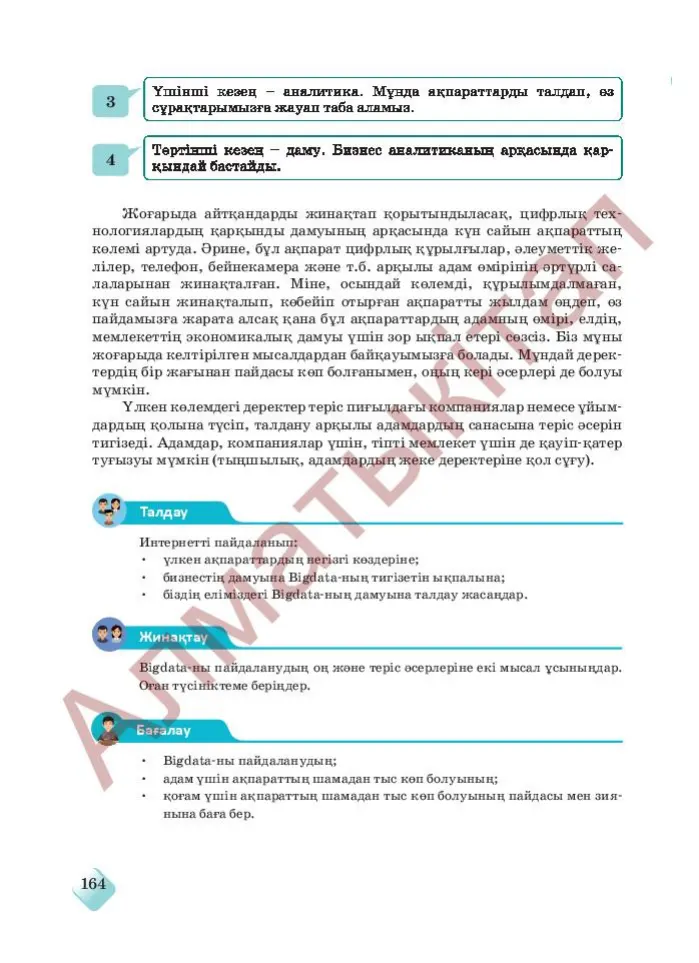 3
Үшінші кезең – аналитика. Мұнда ақпараттарды талдап, өз
сұрақтарымызға жауап таба аламыз.
4
Төртінші кезең – даму. Бизнес аналитиканың арқасында қар-
қындай бастайды.
Жоғарыда айтқандарды жинақтап қорытындыласақ, цифрлық тех-
нологиялардың қарқынды дамуының арқасында күн сайын ақпараттың
көлемі артуда. Әрине, бұл ақпарат цифрлық құрылғылар, әлеуметтік же-
лілер, телефон, бейнекамера және т.б. арқылы адам өмірінің әртүрлі са-
лаларынан жинақталған. Міне, осындай көлемді, құрылымдалмаған,
күн сайын жинақталып, көбейіп отырған ақпаратты жылдам өңдеп, өз
пайдамызға жарата алсақ қана бұл ақпараттардың адамның өмірі, елдің,
мемлекеттің экономикалық дамуы үшін зор ықпал етері сөзсіз. Біз мұны
жоғарыда келтірілген мысалдардан байқауымызға болады. Мұндай дерек-
тердің бір жағынан пайдасы көп болғанымен, оның кері әсерлері де болуы
мүмкін.
Үлкен көлемдегі деректер теріс пиғылдағы компаниялар немесе ұйым-
дардың қолына түсіп, талдану арқылы адамдардың санасына теріс әсерін
тигізеді. Адамдар, компаниялар үшін, тіпті мемлекет үшін де қауіп-қатер
туғызуы мүмкін (тыңшылық, адамдардың жеке деректеріне қол сұғу).
Талдау
Интернетті пайдаланып:
• үлкен ақпараттардың негізгі көздеріне;
• бизнестің дамуына Bigdata-ның тигізетін ықпалына;
• біздің еліміздегі Bigdata-ның дамуына талдау жасаңдар.
Жинақтау
Bigdata-ны пайдаланудың оң және теріс әсерлеріне екі мысал ұсыныңдар.
Оған түсініктеме беріңдер.
Бағалау
• Bigdata-ны пайдаланудың;
• адам үшін ақпараттың шамадан тыс көп болуының;
• қоғам үшін ақпараттың шамадан тыс көп болуының пайдасы мен зия-
нына баға бер.
164
Алматыкітап